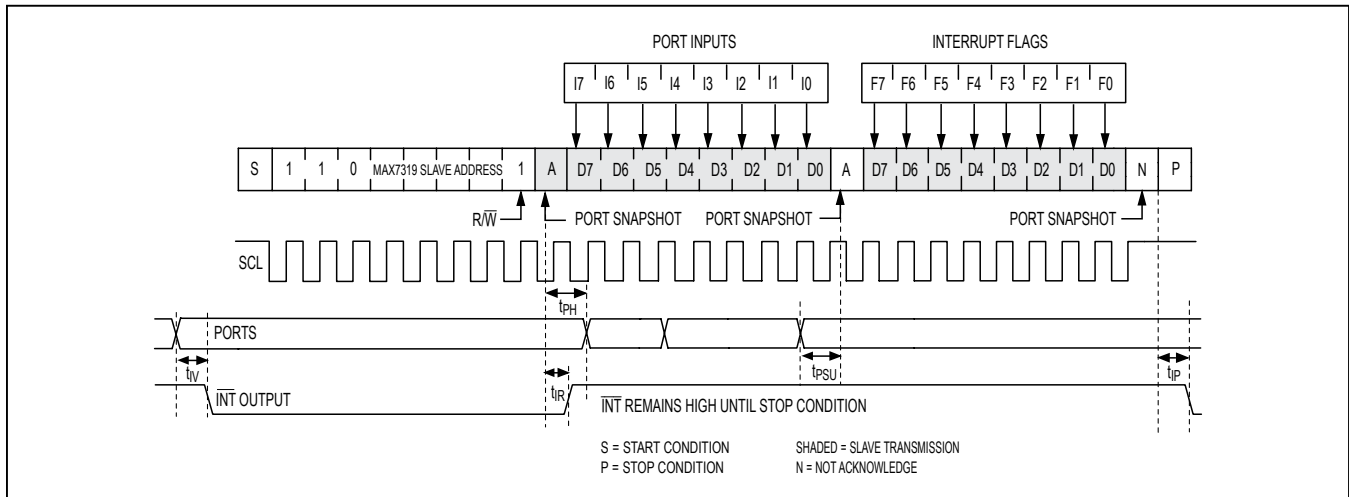 PORT INPUTS INTERRUPT FLAGS
I7 I6 I5 I4 I3 I2 I1 I0 F7 F6 F5 F4 F3 F2 F1 F0
S 1 1 0 MAX7319 SLAVE ADDRESS 1 A D7 D6 D5 D4 D3 D2 D1 D0 A D7 D6 D5 D4 D3 D2 D1 D0 N P
R/W̅ PORT SNAPSHOT PORT SNAPSHOT PORT SNAPSHOT
SCL
tPH
PORTS
tIV tPSU tIP
I̅N̅T̅ OUTPUT tIR I̅N̅T̅ REMAINS HIGH UNTIL STOP CONDITION
S = START CONDITION SHADED = SLAVE TRANSMISSION
P = STOP CONDITION N = NOT ACKNOWLEDGE